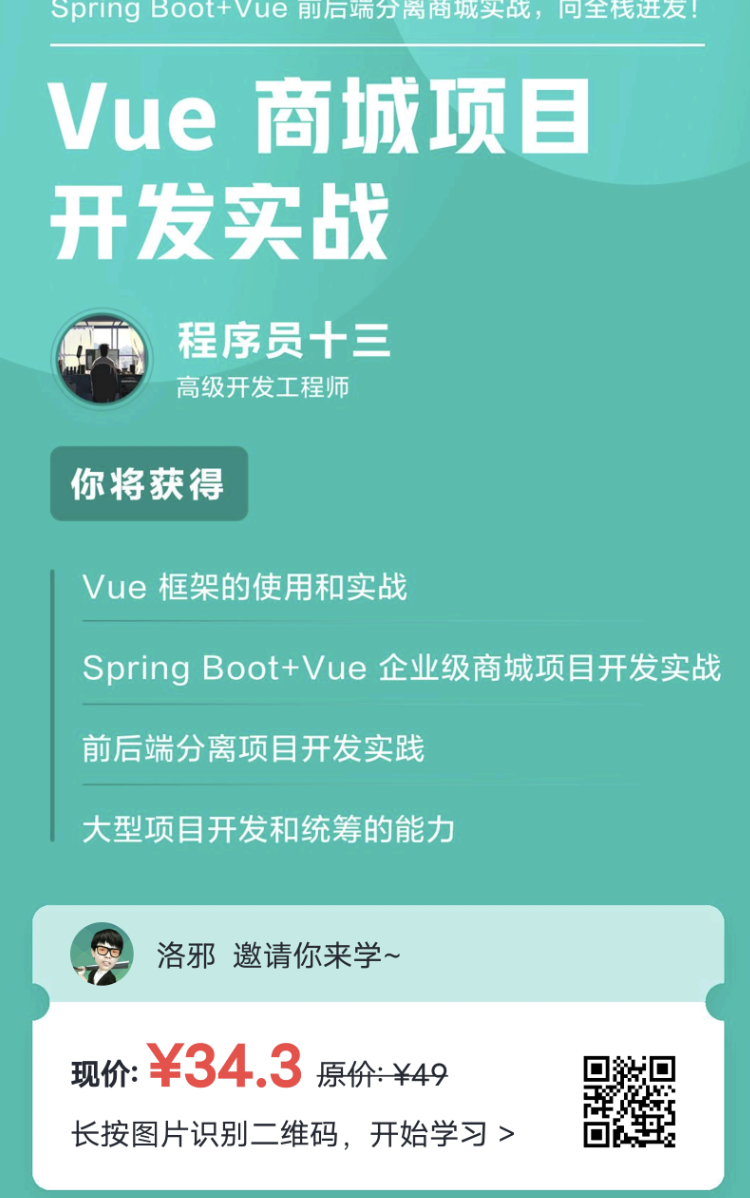 Spring Boot+Vue 前后端分离商城实战，向全栈进发！
Vue 商城项目
开发实战
程序员十三
高级开发工程师
你将获得
Vue 框架的使用和实战
Spring Boot+Vue 企业级商城项目开发实战
前后端分离项目开发实践
大型项目开发和统筹的能力
洛邪 邀请你来学~
现价: ¥34.3 原价: ¥49
长按图片识别二维码，开始学习 >